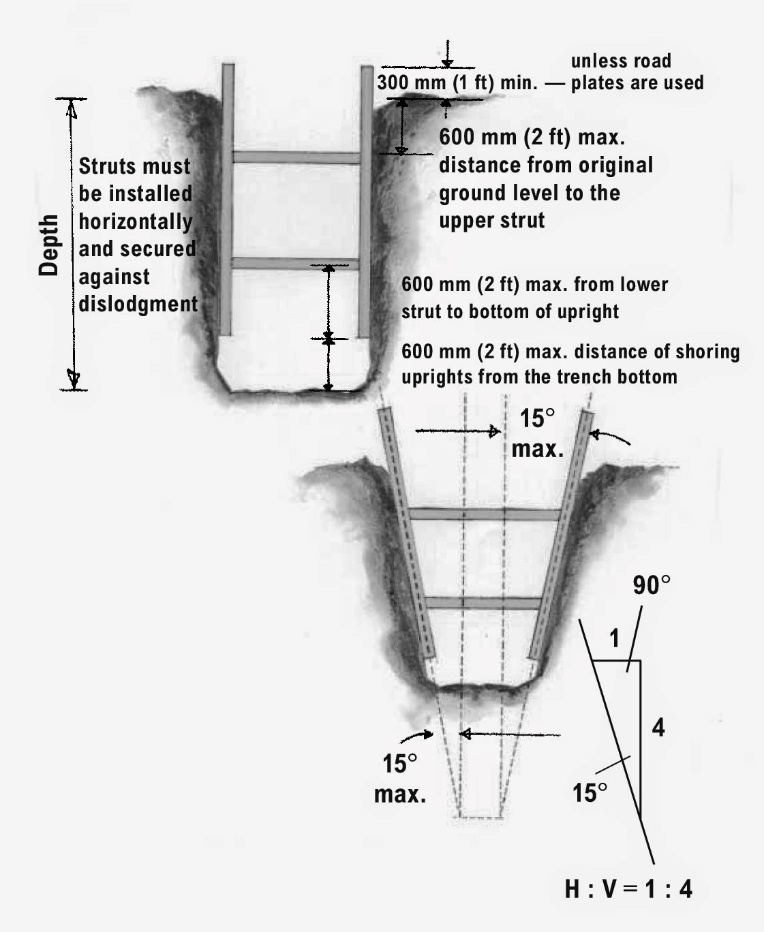 unless road
300 mm (1 ft) min. — plates are used
600 mm (2 ft) max.
distance from original
ground level to the
upper strut
Struts must
be installed
horizontally
and secured
against
dislodgment
Depth
600 mm (2 ft) max. from lower
strut to bottom of upright
600 mm (2 ft) max. distance of shoring
uprights from the trench bottom
15°
max.
90°
1
4
15°
15°
max.
H : V = 1 : 4